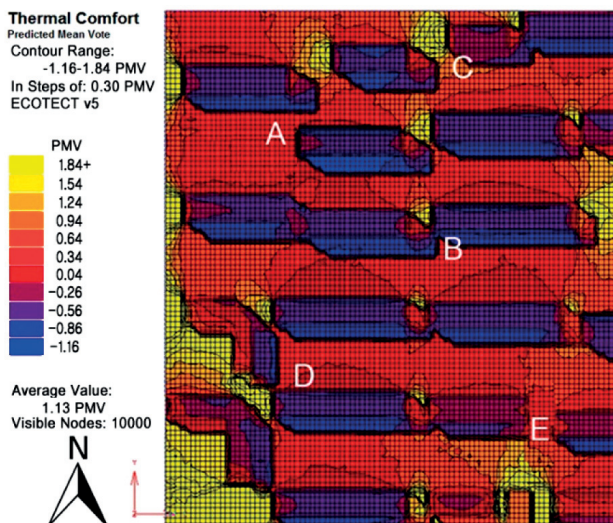 Thermal Comfort
Predicted Mean Vote
Contour Range:
-1.16-1.84 PMV
In Steps of: 0.30 PMV
ECOTECT v5
PMV
1.84+
1.54
1.24
0.94
0.64
0.34
0.04
-0.26
-0.56
-0.86
-1.16
Average Value:
1.13 PMV
Visible Nodes: 10000
N
Y
C
A
B
D
E